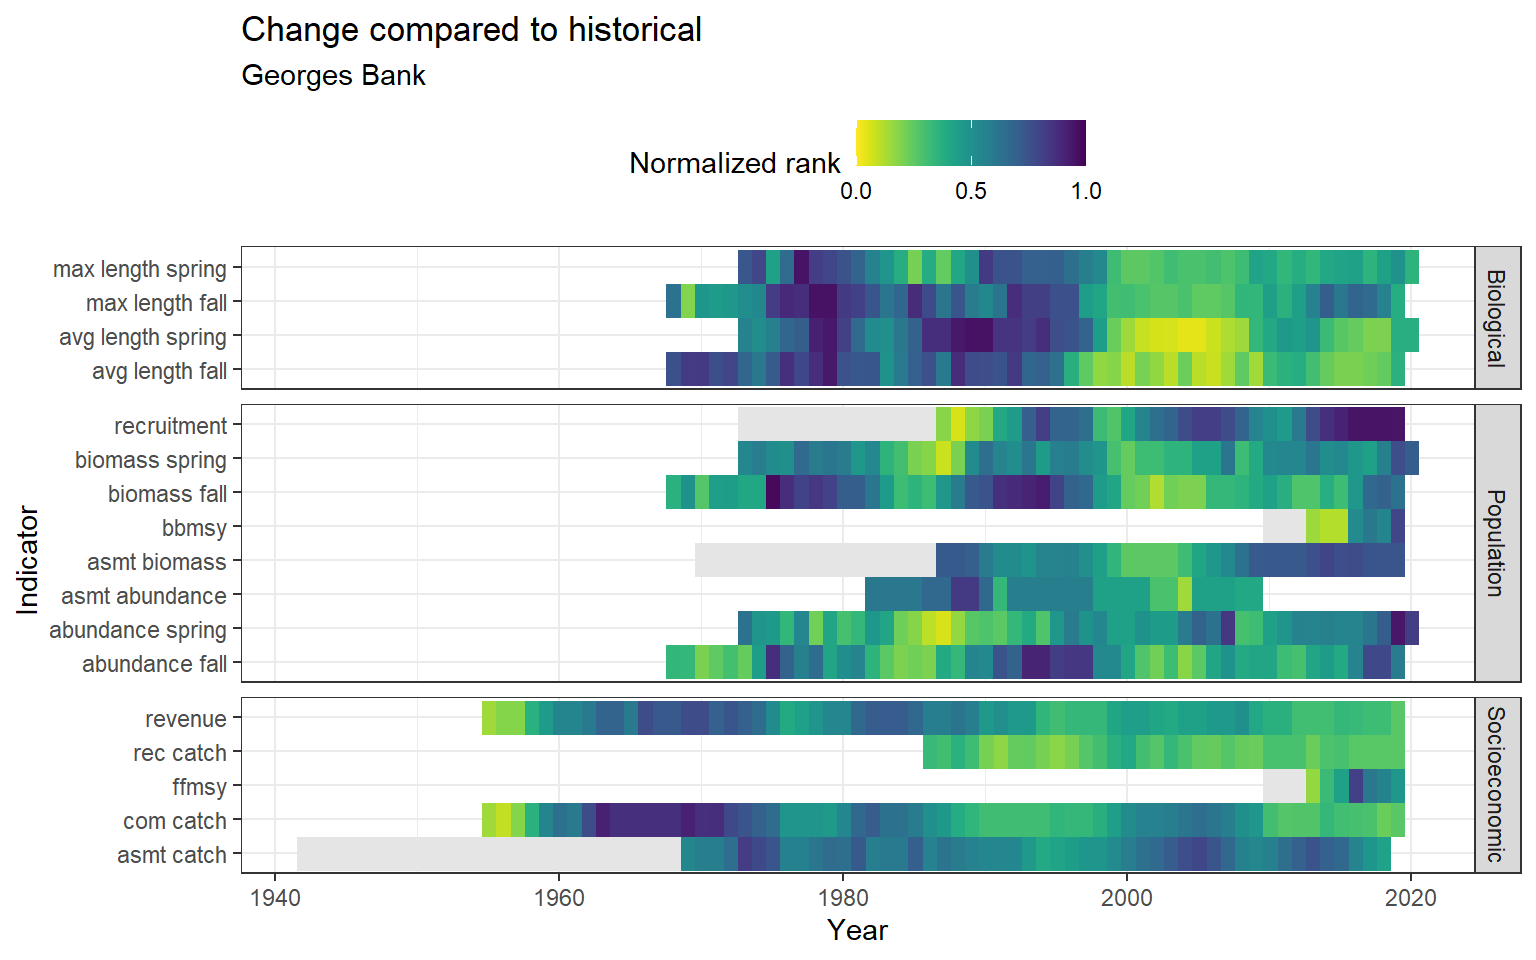 Change compared to historical
Georges Bank
Normalized rank
0.0 0.5 1.0
max length spring
max length fall
avg length spring
avg length fall
Biological
recruitment
biomass spring
biomass fall
bbmsy
asmt biomass
asmt abundance
abundance spring
abundance fall
Population
revenue
rec catch
ffmsy
com catch
asmt catch
Socioeconomic
Indicator
1940 1960 1980 2000 2020
Year